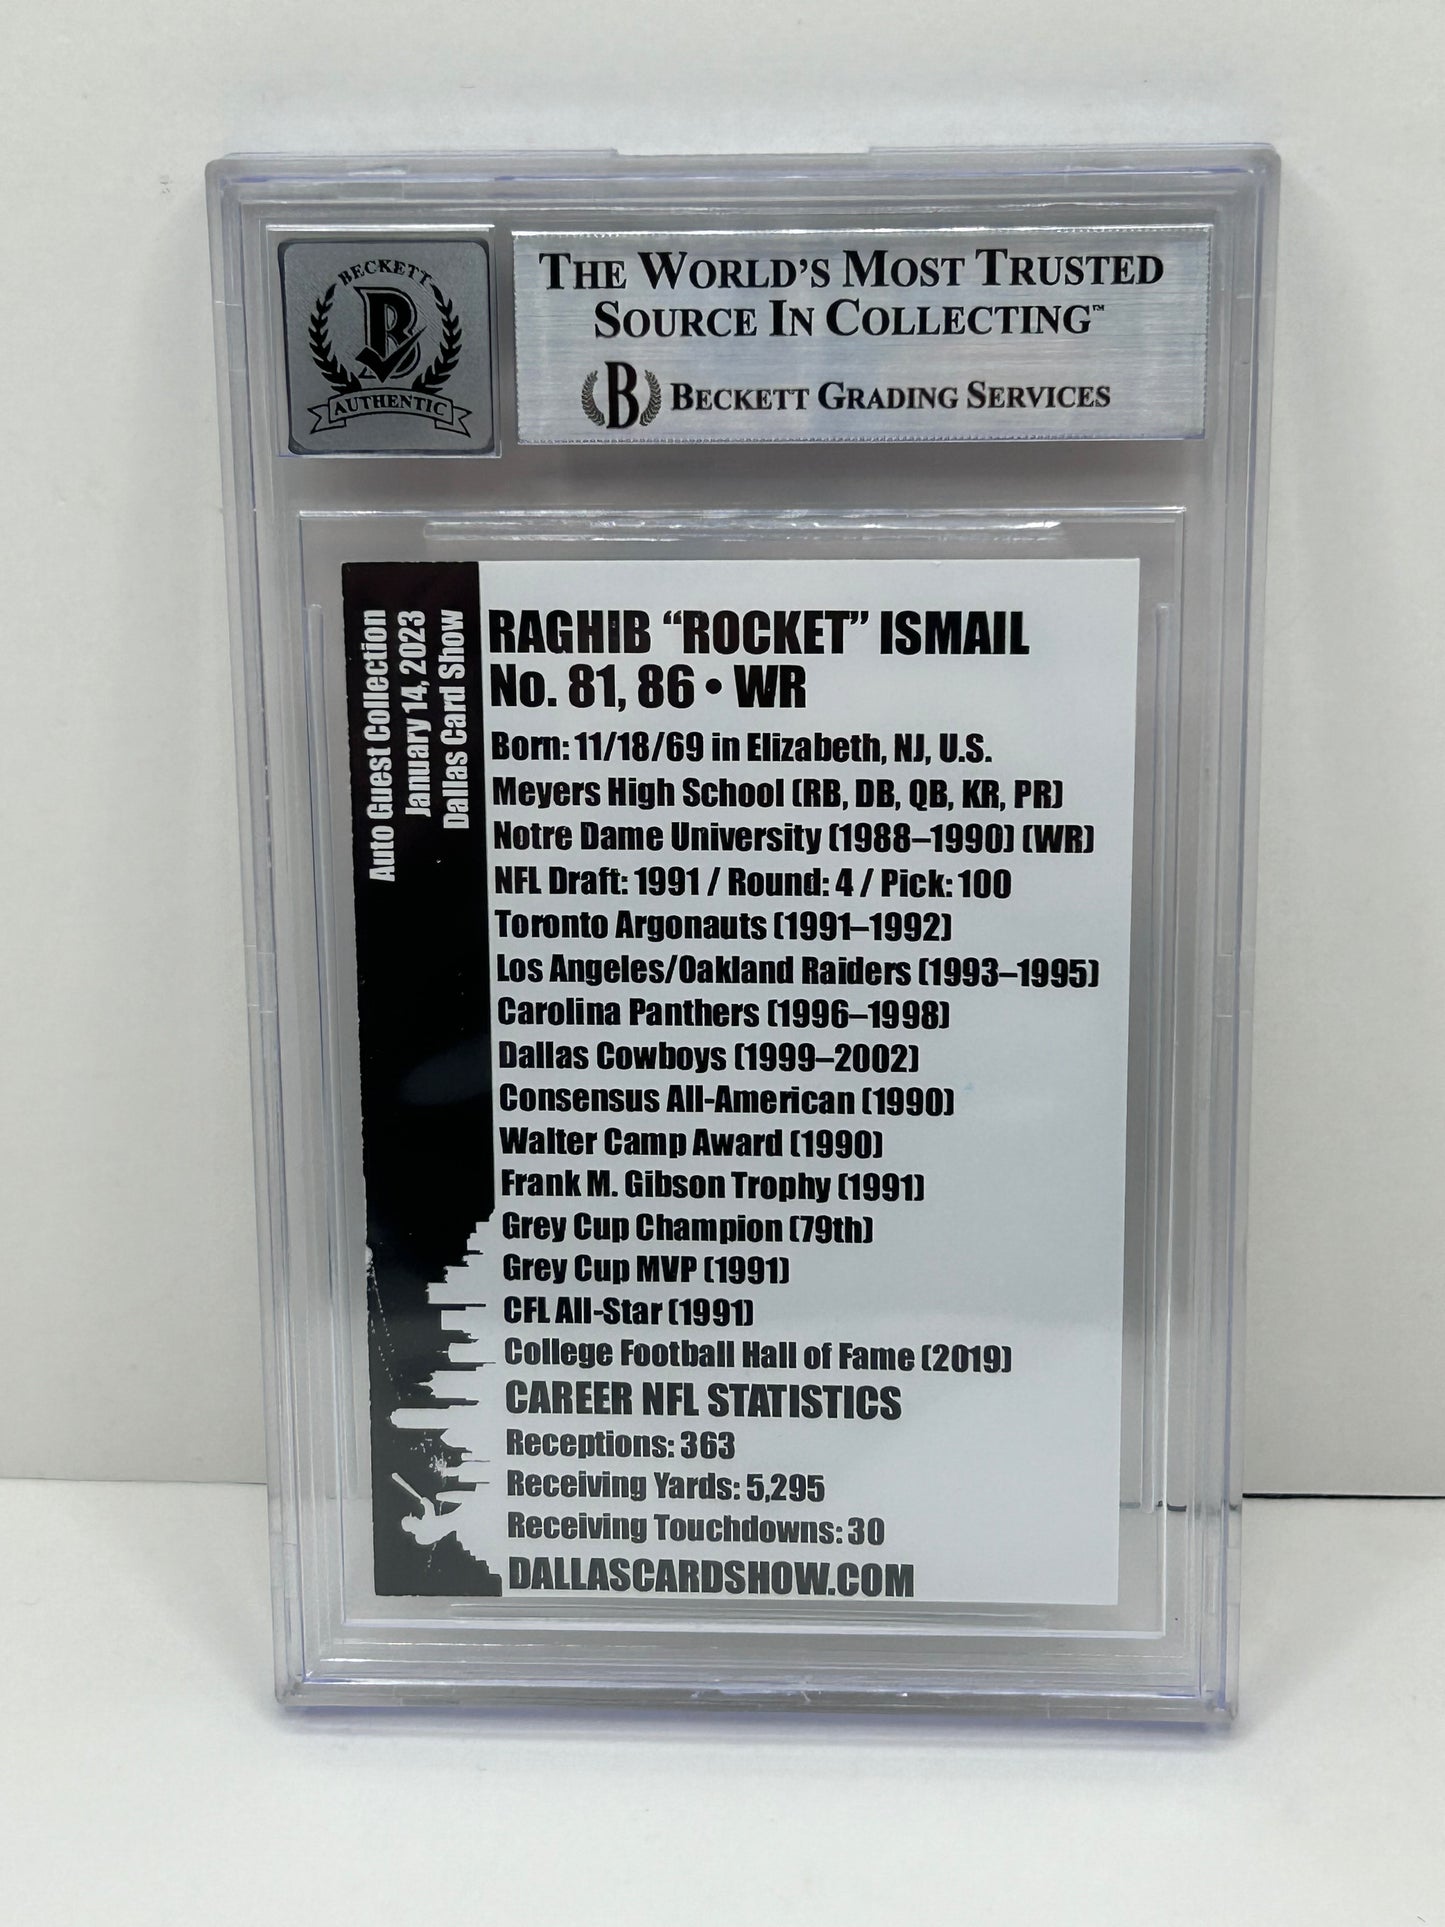 BECKETT
B
AUTHENTIC
THE WORLD'S MOST TRUSTED
SOURCE IN COLLECTING™
B BECKETT GRADING SERVICES
Auto Guest Collection
January 14, 2023
Dallas Card Show
RAGHIB “ROCKET” ISMAIL
No. 81, 86 • WR
Born: 11/18/69 in Elizabeth, NJ, U.S.
Meyers High School (RB, DB, QB, KR, PR)
Notre Dame University (1988–1990) (WR)
NFL Draft: 1991 / Round: 4 / Pick: 100
Toronto Argonauts (1991–1992)
Los Angeles/Oakland Raiders (1993–1995)
Carolina Panthers (1996–1998)
Dallas Cowboys (1999–2002)
Consensus All-American (1990)
Walter Camp Award (1990)
Frank M. Gibson Trophy (1991)
Grey Cup Champion (79th)
Grey Cup MVP (1991)
CFL All-Star (1991)
College Football Hall of Fame (2019)
CAREER NFL STATISTICS
Receptions: 363
Receiving Yards: 5,295
Receiving Touchdowns: 30
DALLASCARDSHOW.COM